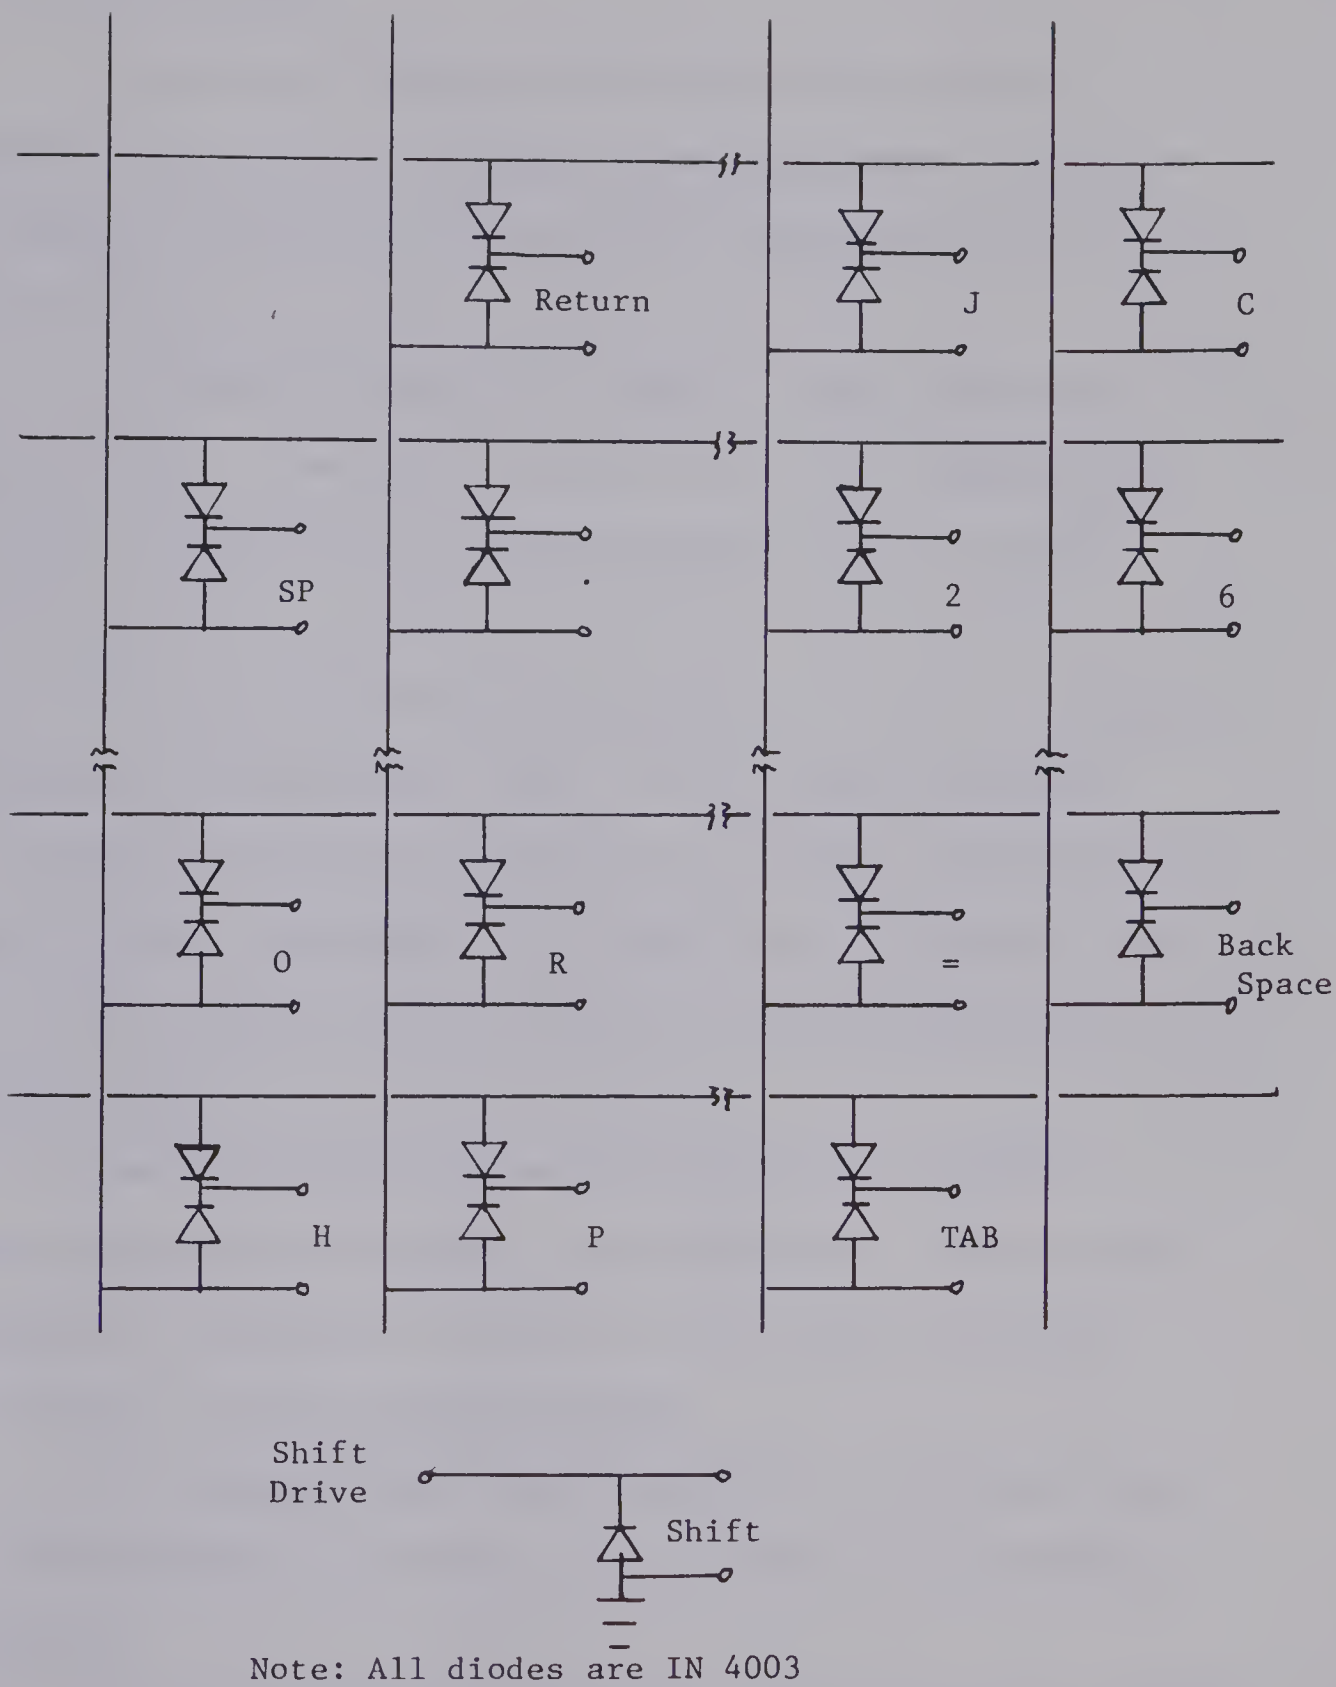 Return
J
C
SP
.
2
6
O
R
=
Back
Space
H
P
TAB
Shift
Drive
Shift
Note: All diodes are IN 4003